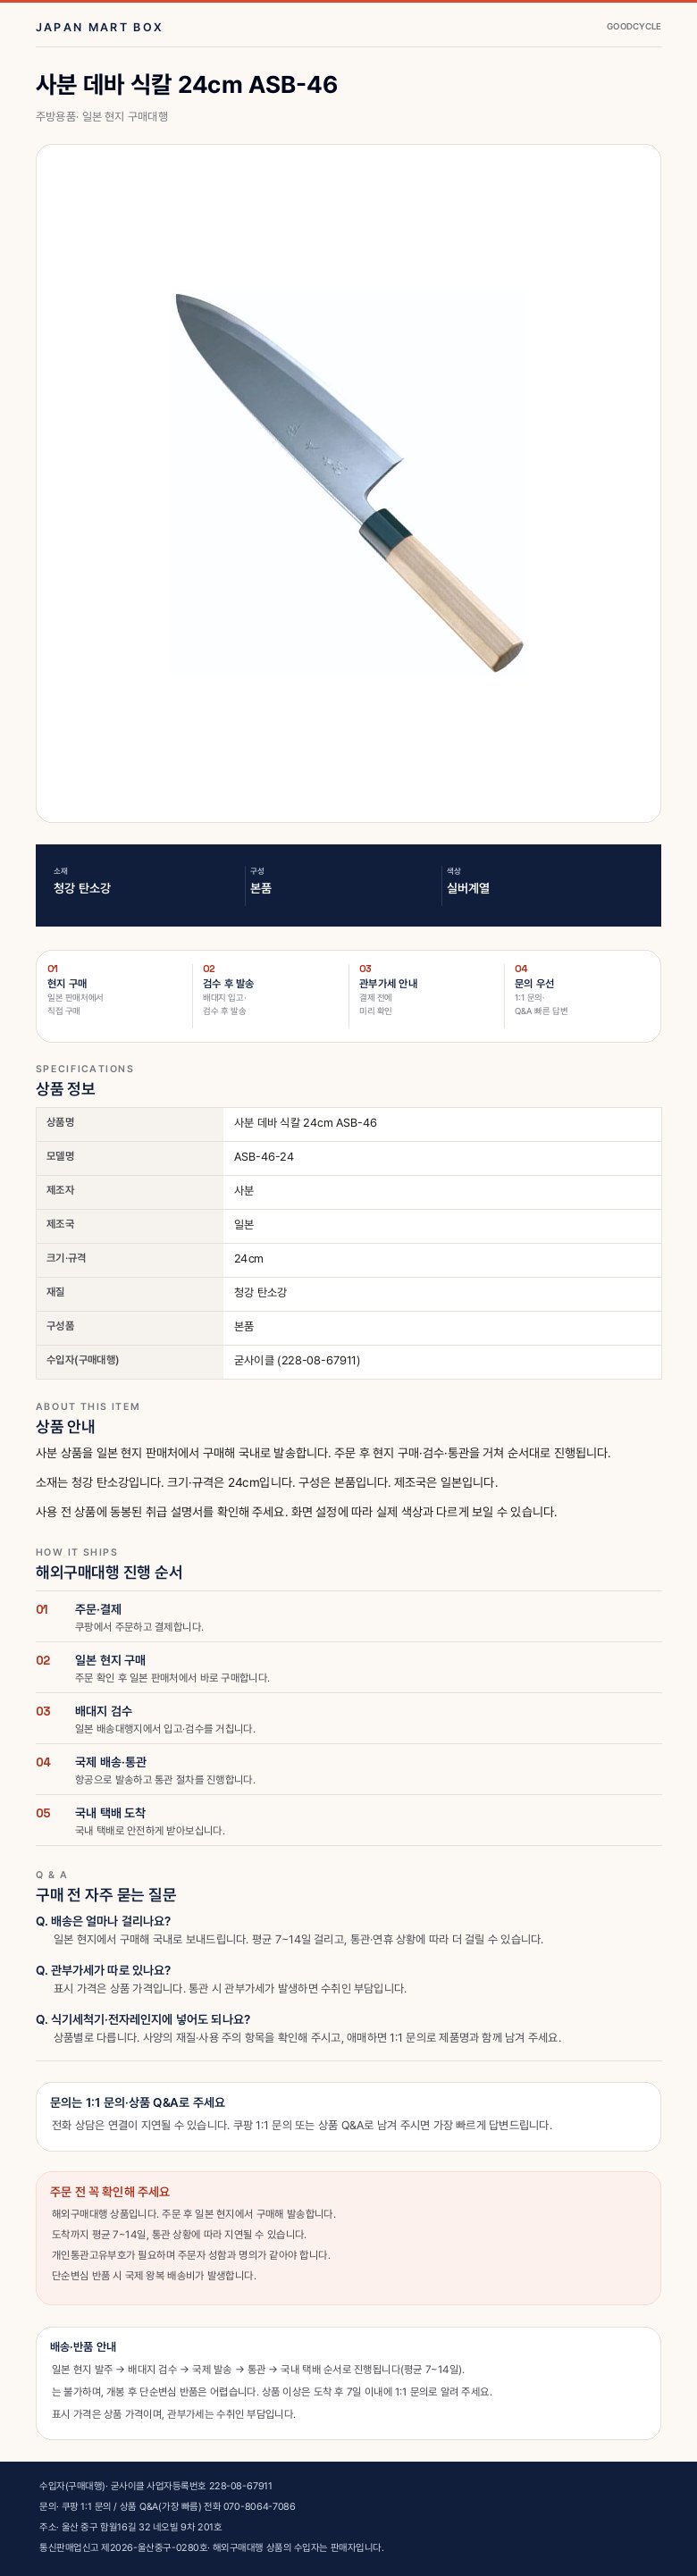 JAPAN MART BOX
GOODCYCLE
사분 데바 식칼 24cm ASB-46
주방용품· 일본 현지 구매대행
소재
청강 탄소강
구성
본품
색상
실버계열
01
현지 구매
일본 판매처에서
직접 구매
02
검수 후 발송
배대지 입고·
검수 후 발송
03
관부가세 안내
결제 전에
미리 확인
04
문의 우선
1:1 문의·
Q&A 빠른 답변
SPECIFICATIONS
상품 정보
상품명 사분 데바 식칼 24cm ASB-46
모델명 ASB-46-24
제조자 사분
제조국 일본
크기·규격 24cm
재질 청강 탄소강
구성품 본품
수입자(구매대행) 굳사이클 (228-08-67911)
ABOUT THIS ITEM
상품 안내
사분 상품을 일본 현지 판매처에서 구매해 국내로 발송합니다. 주문 후 현지 구매·검수·통관을 거쳐 순서대로 진행됩니다.
소재는 청강 탄소강입니다. 크기·규격은 24cm입니다. 구성은 본품입니다. 제조국은 일본입니다.
사용 전 상품에 동봉된 취급 설명서를 확인해 주세요. 화면 설정에 따라 실제 색상과 다르게 보일 수 있습니다.
HOW IT SHIPS
해외구매대행 진행 순서
01 주문·결제
쿠팡에서 주문하고 결제합니다.
02 일본 현지 구매
주문 확인 후 일본 판매처에서 바로 구매합니다.
03 배대지 검수
일본 배송대행지에서 입고·검수를 거칩니다.
04 국제 배송·통관
항공으로 발송하고 통관 절차를 진행합니다.
05 국내 택배 도착
국내 택배로 안전하게 받아보십니다.
Q & A
구매 전 자주 묻는 질문
Q. 배송은 얼마나 걸리나요?
일본 현지에서 구매해 국내로 보내드립니다. 평균 7~14일 걸리고, 통관·연휴 상황에 따라 더 걸릴 수 있습니다.
Q. 관부가세가 따로 있나요?
표시 가격은 상품 가격입니다. 통관 시 관부가세가 발생하면 수취인 부담입니다.
Q. 식기세척기·전자레인지에 넣어도 되나요?
상품별로 다릅니다. 사양의 재질·사용 주의 항목을 확인해 주시고, 애매하면 1:1 문의로 제품명과 함께 남겨 주세요.
문의는 1:1 문의·상품 Q&A로 주세요
전화 상담은 연결이 지연될 수 있습니다. 쿠팡 1:1 문의 또는 상품 Q&A로 남겨 주시면 가장 빠르게 답변드립니다.
주문 전 꼭 확인해 주세요
해외구매대행 상품입니다. 주문 후 일본 현지에서 구매해 발송합니다.
도착까지 평균 7~14일, 통관 상황에 따라 지연될 수 있습니다.
개인통관고유부호가 필요하며 주문자 성함과 명의가 같아야 합니다.
단순변심 반품 시 국제 왕복 배송비가 발생합니다.
배송·반품 안내
일본 현지 발주 → 배대지 검수 → 국제 발송 → 통관 → 국내 택배 순서로 진행됩니다(평균 7~14일).
는 불가하며, 개봉 후 단순변심 반품은 어렵습니다. 상품 이상은 도착 후 7일 이내에 1:1 문의로 알려 주세요.
표시 가격은 상품 가격이며, 관부가세는 수취인 부담입니다.
수입자(구매대행)· 굳사이클 사업자등록번호 228-08-67911
문의· 쿠팡 1:1 문의 / 상품 Q&A(가장 빠름) 전화 070-8064-7086
주소· 울산 중구 함월16길 32 네오빌 9차 201호
통신판매업신고 제2026-울산중구-0280호· 해외구매대행 상품의 수입자는 판매자입니다.